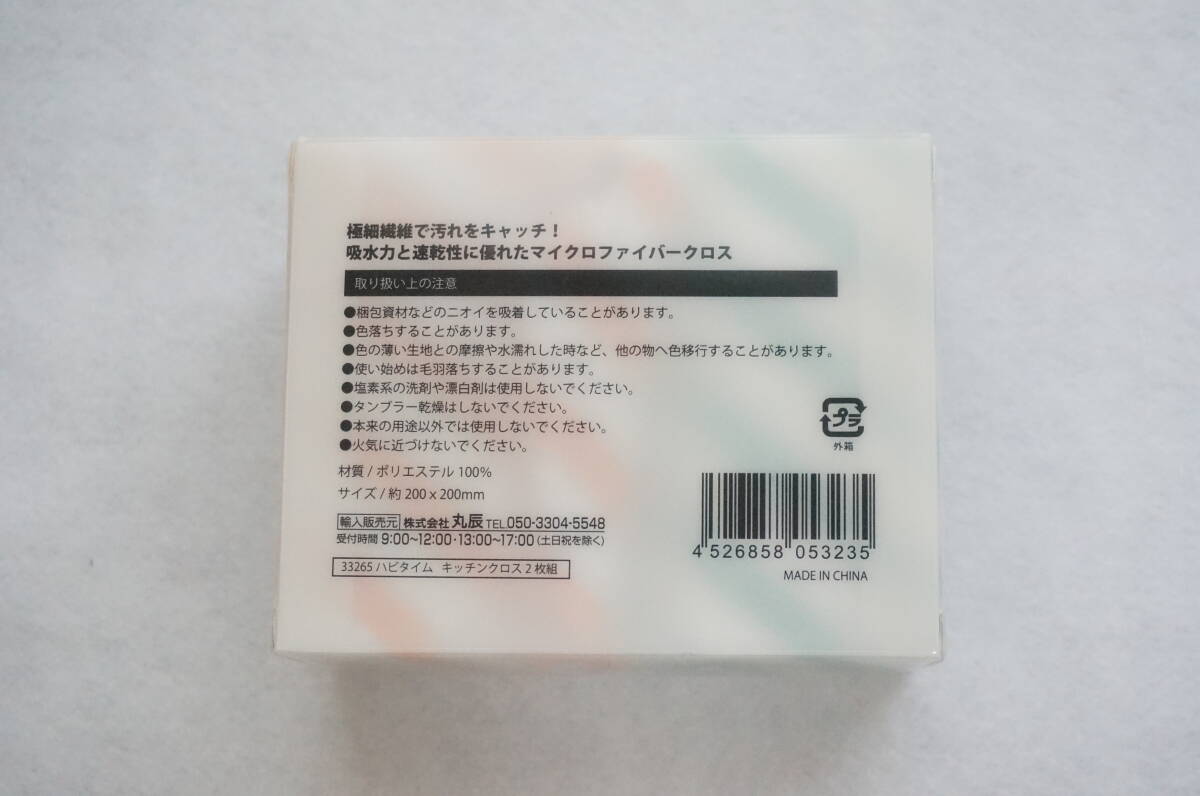 極細繊維で汚れをキャッチ！
吸水力と速乾性に優れたマイクロファイバークロス
取り扱い上の注意
●梱包資材などのニオイを吸着していることがあります。
●色落ちすることがあります。
●色の薄い生地との摩擦や水濡れした時など、他の物へ色移行することがあります。
●使い始めは毛羽落ちすることがあります。
●塩素系の洗剤や漂白剤は使用しないでください。
●タンブラー乾燥はしないでください。
●本来の用途以外では使用しないでください。
●火気に近づけないでください。
材質 / ポリエステル 100%
サイズ / 約 200 x 200mm
輸入販売元 株式会社 丸辰 TEL.050-3304-5548
受付時間 9:00〜12:00・13:00〜17:00（土日祝を除く）
33265 ハビタイム キッチンクロス 2 枚組
プラ
外箱
4 526858 053235
MADE IN CHINA